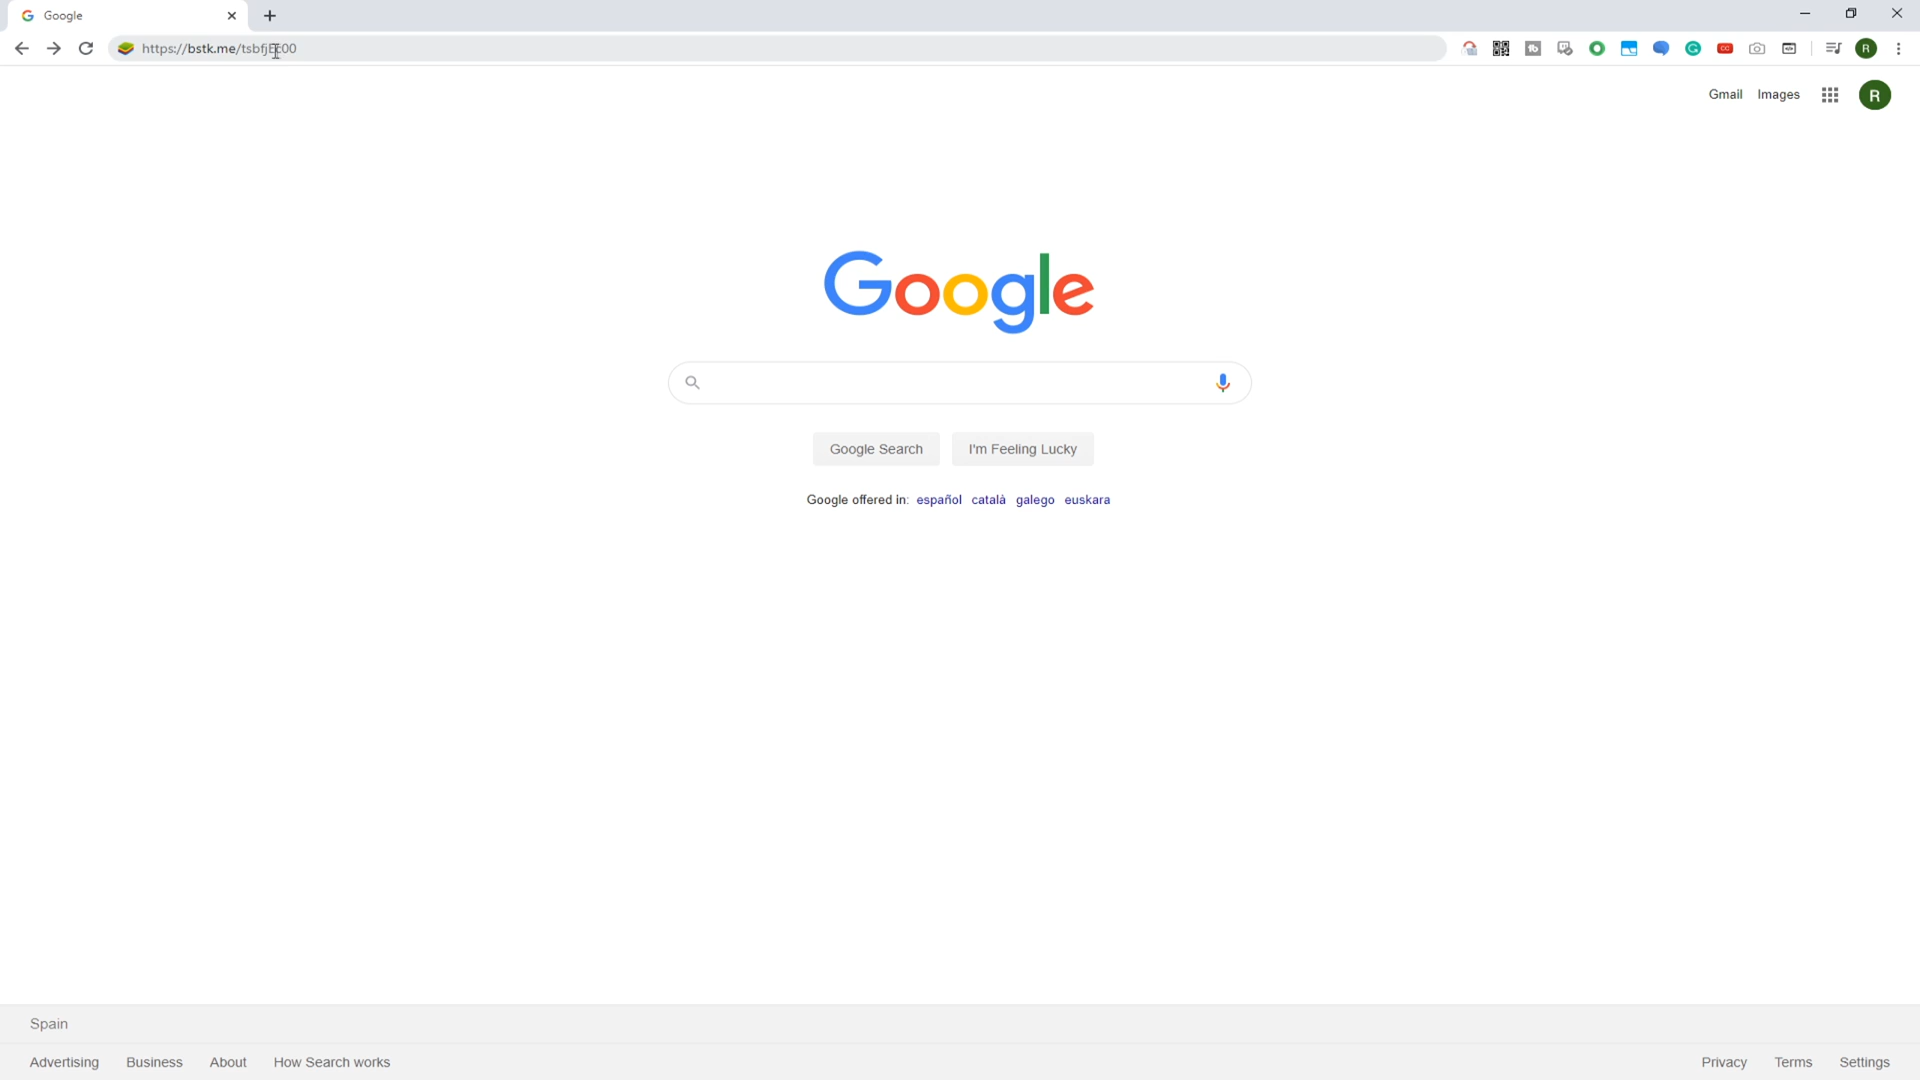 Google
https://bstk.me/
Gmail Images R
Google
Google Search I'm Feeling Lucky
Google offered in: español català galego euskara
Spain
Advertising Business About How Search works Privacy Terms Settings